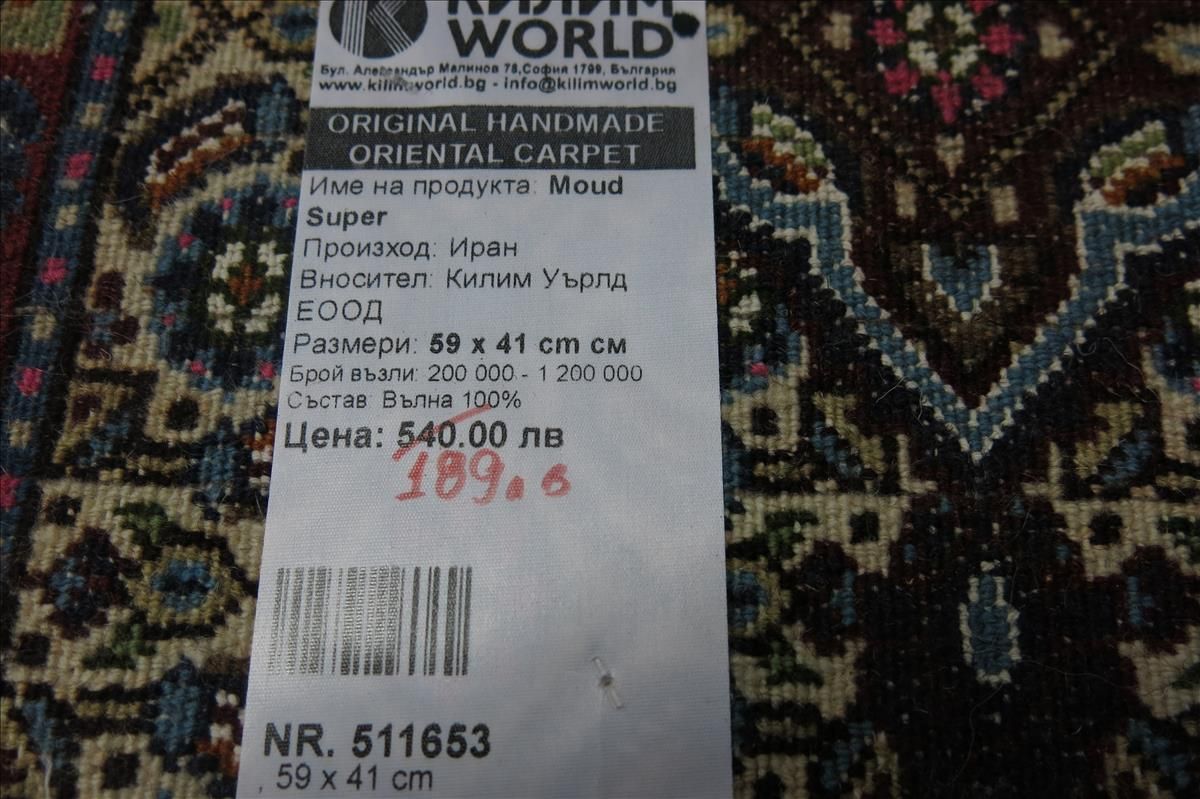 КИЛИМ
WORLD
Бул. Александър Малинов 78,София 1799, България
www.kilimworld.bg - info@kilimworld.bg
ORIGINAL HANDMADE
ORIENTAL CARPET
Име на продукта: Moud
Super
Произход: Иран
Вносител: Килим Уърлд
ЕООД
Размери: 59 x 41 cm см
Брой възли: 200 000 - 1 200 000
Състав: Вълна 100%
Цена: 540.00 лв
189.в
NR. 511653
59 x 41 cm